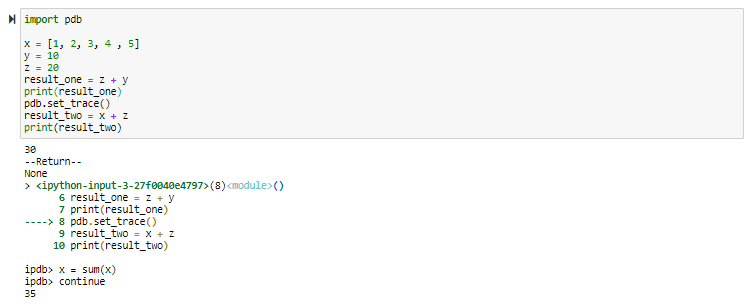 import pdb
x = [1, 2, 3, 4 , 5]
y = 10
z = 20
result_one = z + y
print(result_one)
pdb.set_trace()
result_two = x + z
print(result_two)
30
--Return--
None
> <ipython-input-3-27f0040e4797>(8)<module>()
6 result_one = z + y
7 print(result_one)
----> 8 pdb.set_trace()
9 result_two = x + z
10 print(result_two)
ipdb> x = sum(x)
ipdb> continue
35